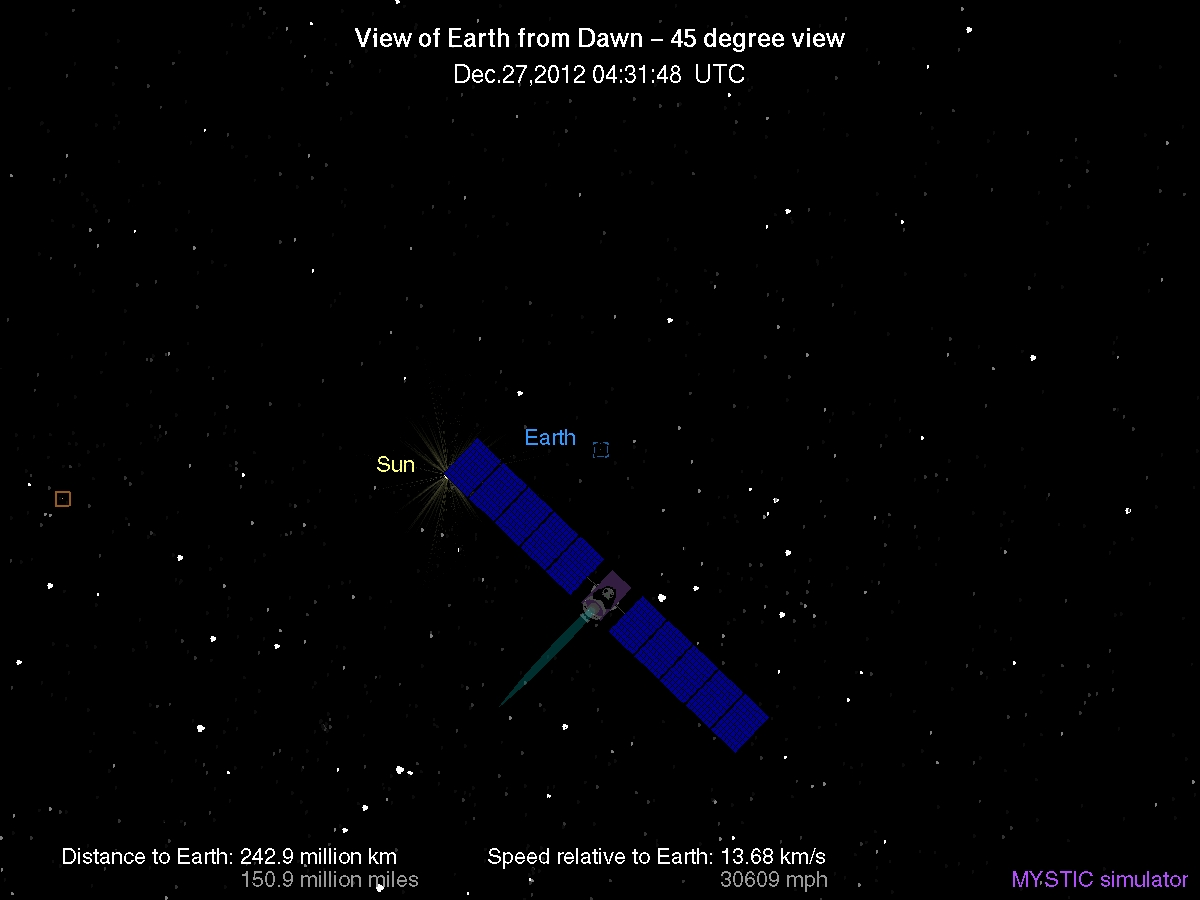 View of Earth from Dawn – 45 degree view
Dec.27,2012 04:31:48 UTC
Earth
Sun
Distance to Earth: 242.9 million km
150.9 million miles
Speed relative to Earth: 13.68 km/s
30609 mph
MYSTIC simulator